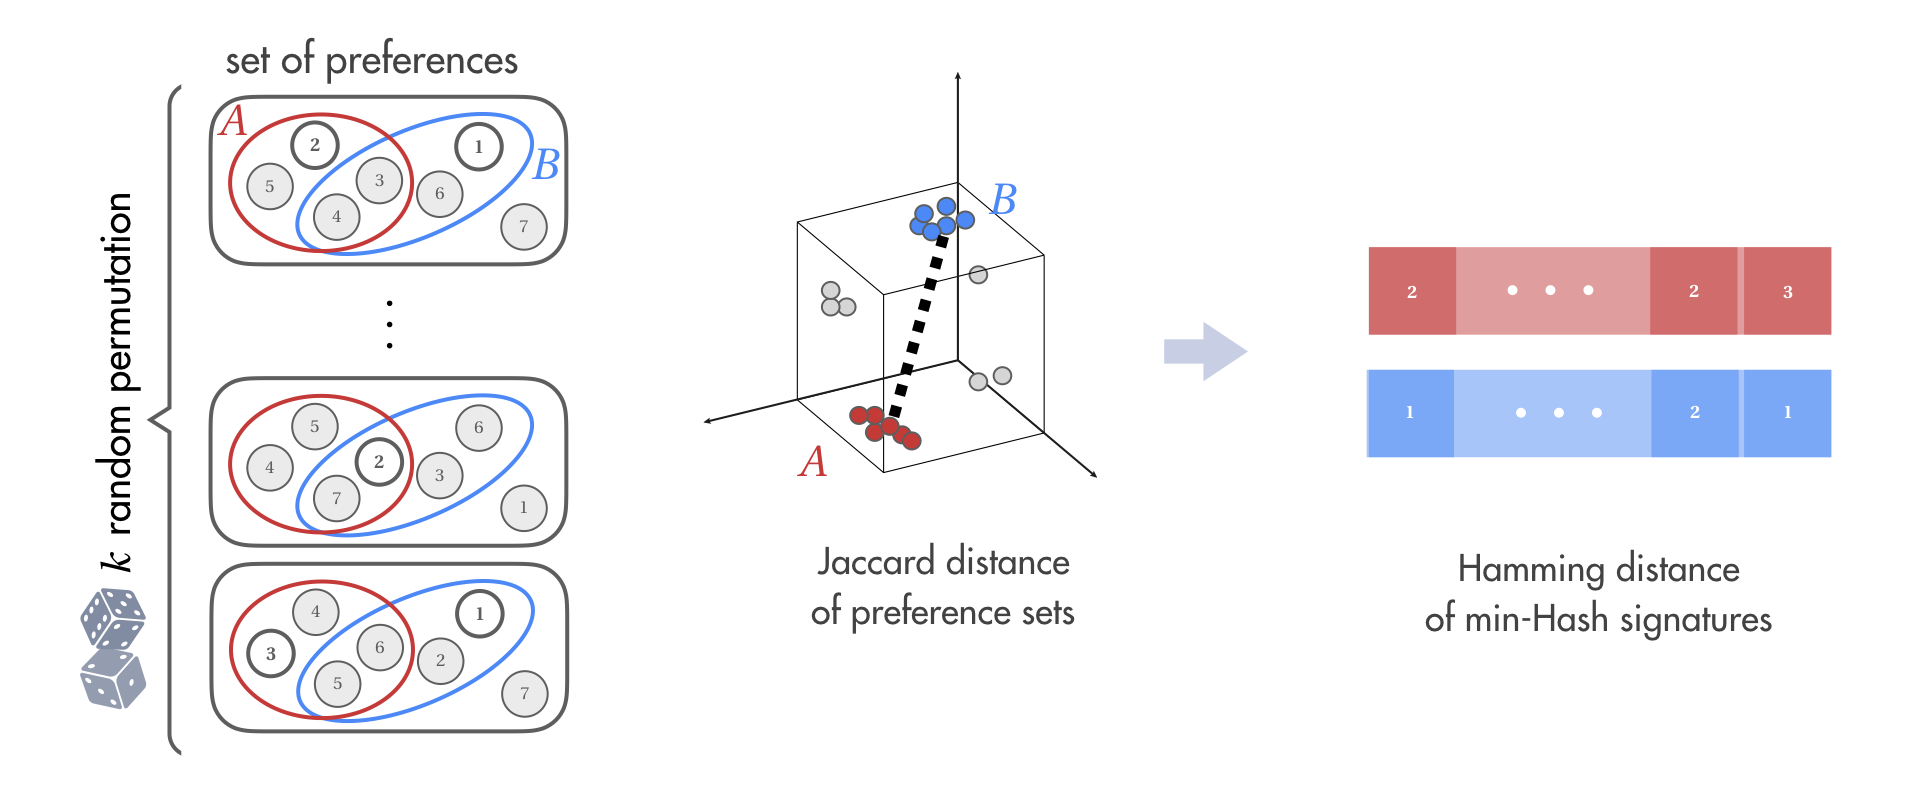 set of preferences
A
2
1
B
5
3
6
4
7
k random permutation
5
6
4
2
3
7
1
4
1
3
6
2
5
7
B
A
Jaccard distance
of preference sets
2 • • • 2 3
1 • • • 2 1
Hamming distance
of min-Hash signatures